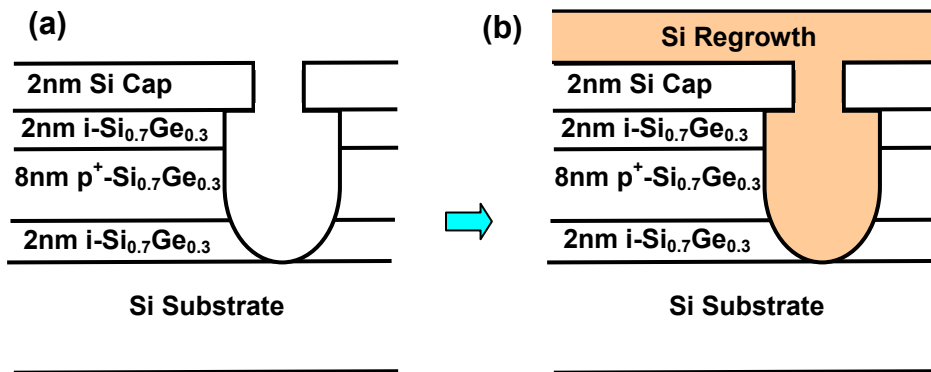 (a)
2nm Si Cap
2nm i-Si₀.₇Ge₀.₃
8nm p⁺-Si₀.₇Ge₀.₃
2nm i-Si₀.₇Ge₀.₃
Si Substrate
(b)
Si Regrowth
2nm Si Cap
2nm i-Si₀.₇Ge₀.₃
8nm p⁺-Si₀.₇Ge₀.₃
2nm i-Si₀.₇Ge₀.₃
Si Substrate